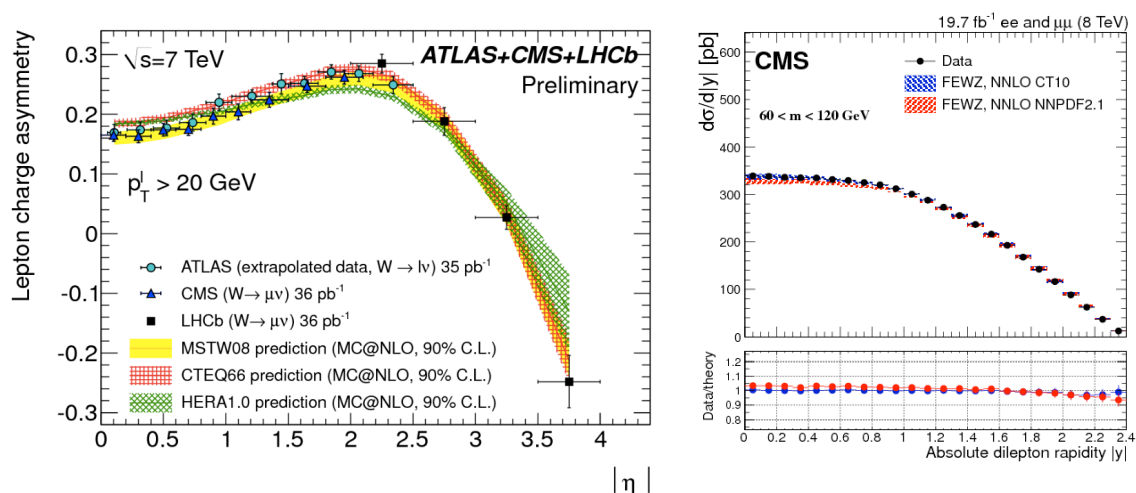 √s=7 TeV
ATLAS+CMS+LHCb
Preliminary
p_T^l > 20 GeV
ATLAS (extrapolated data, W → lν) 35 pb⁻¹
CMS (W→ μν) 36 pb⁻¹
LHCb (W→ μν) 36 pb⁻¹
MSTW08 prediction (MC@NLO, 90% C.L.)
CTEQ66 prediction (MC@NLO, 90% C.L.)
HERA1.0 prediction (MC@NLO, 90% C.L.)
Lepton charge asymmetry
0.3
0.2
0.1
0
-0.1
-0.2
-0.3
0 0.5 1 1.5 2 2.5 3 3.5 4
|η|
19.7 fb⁻¹ ee and μμ (8 TeV)
CMS
Data
FEWZ, NNLO CT10
FEWZ, NNLO NNPDF2.1
60 < m < 120 GeV
dσ/d|y| [pb]
600
500
400
300
200
100
0
Data/theory
1.2
1.1
1
0.9
0.8
0 0.2 0.4 0.6 0.8 1 1.2 1.4 1.6 1.8 2 2.2 2.4
Absolute dilepton rapidity |y|